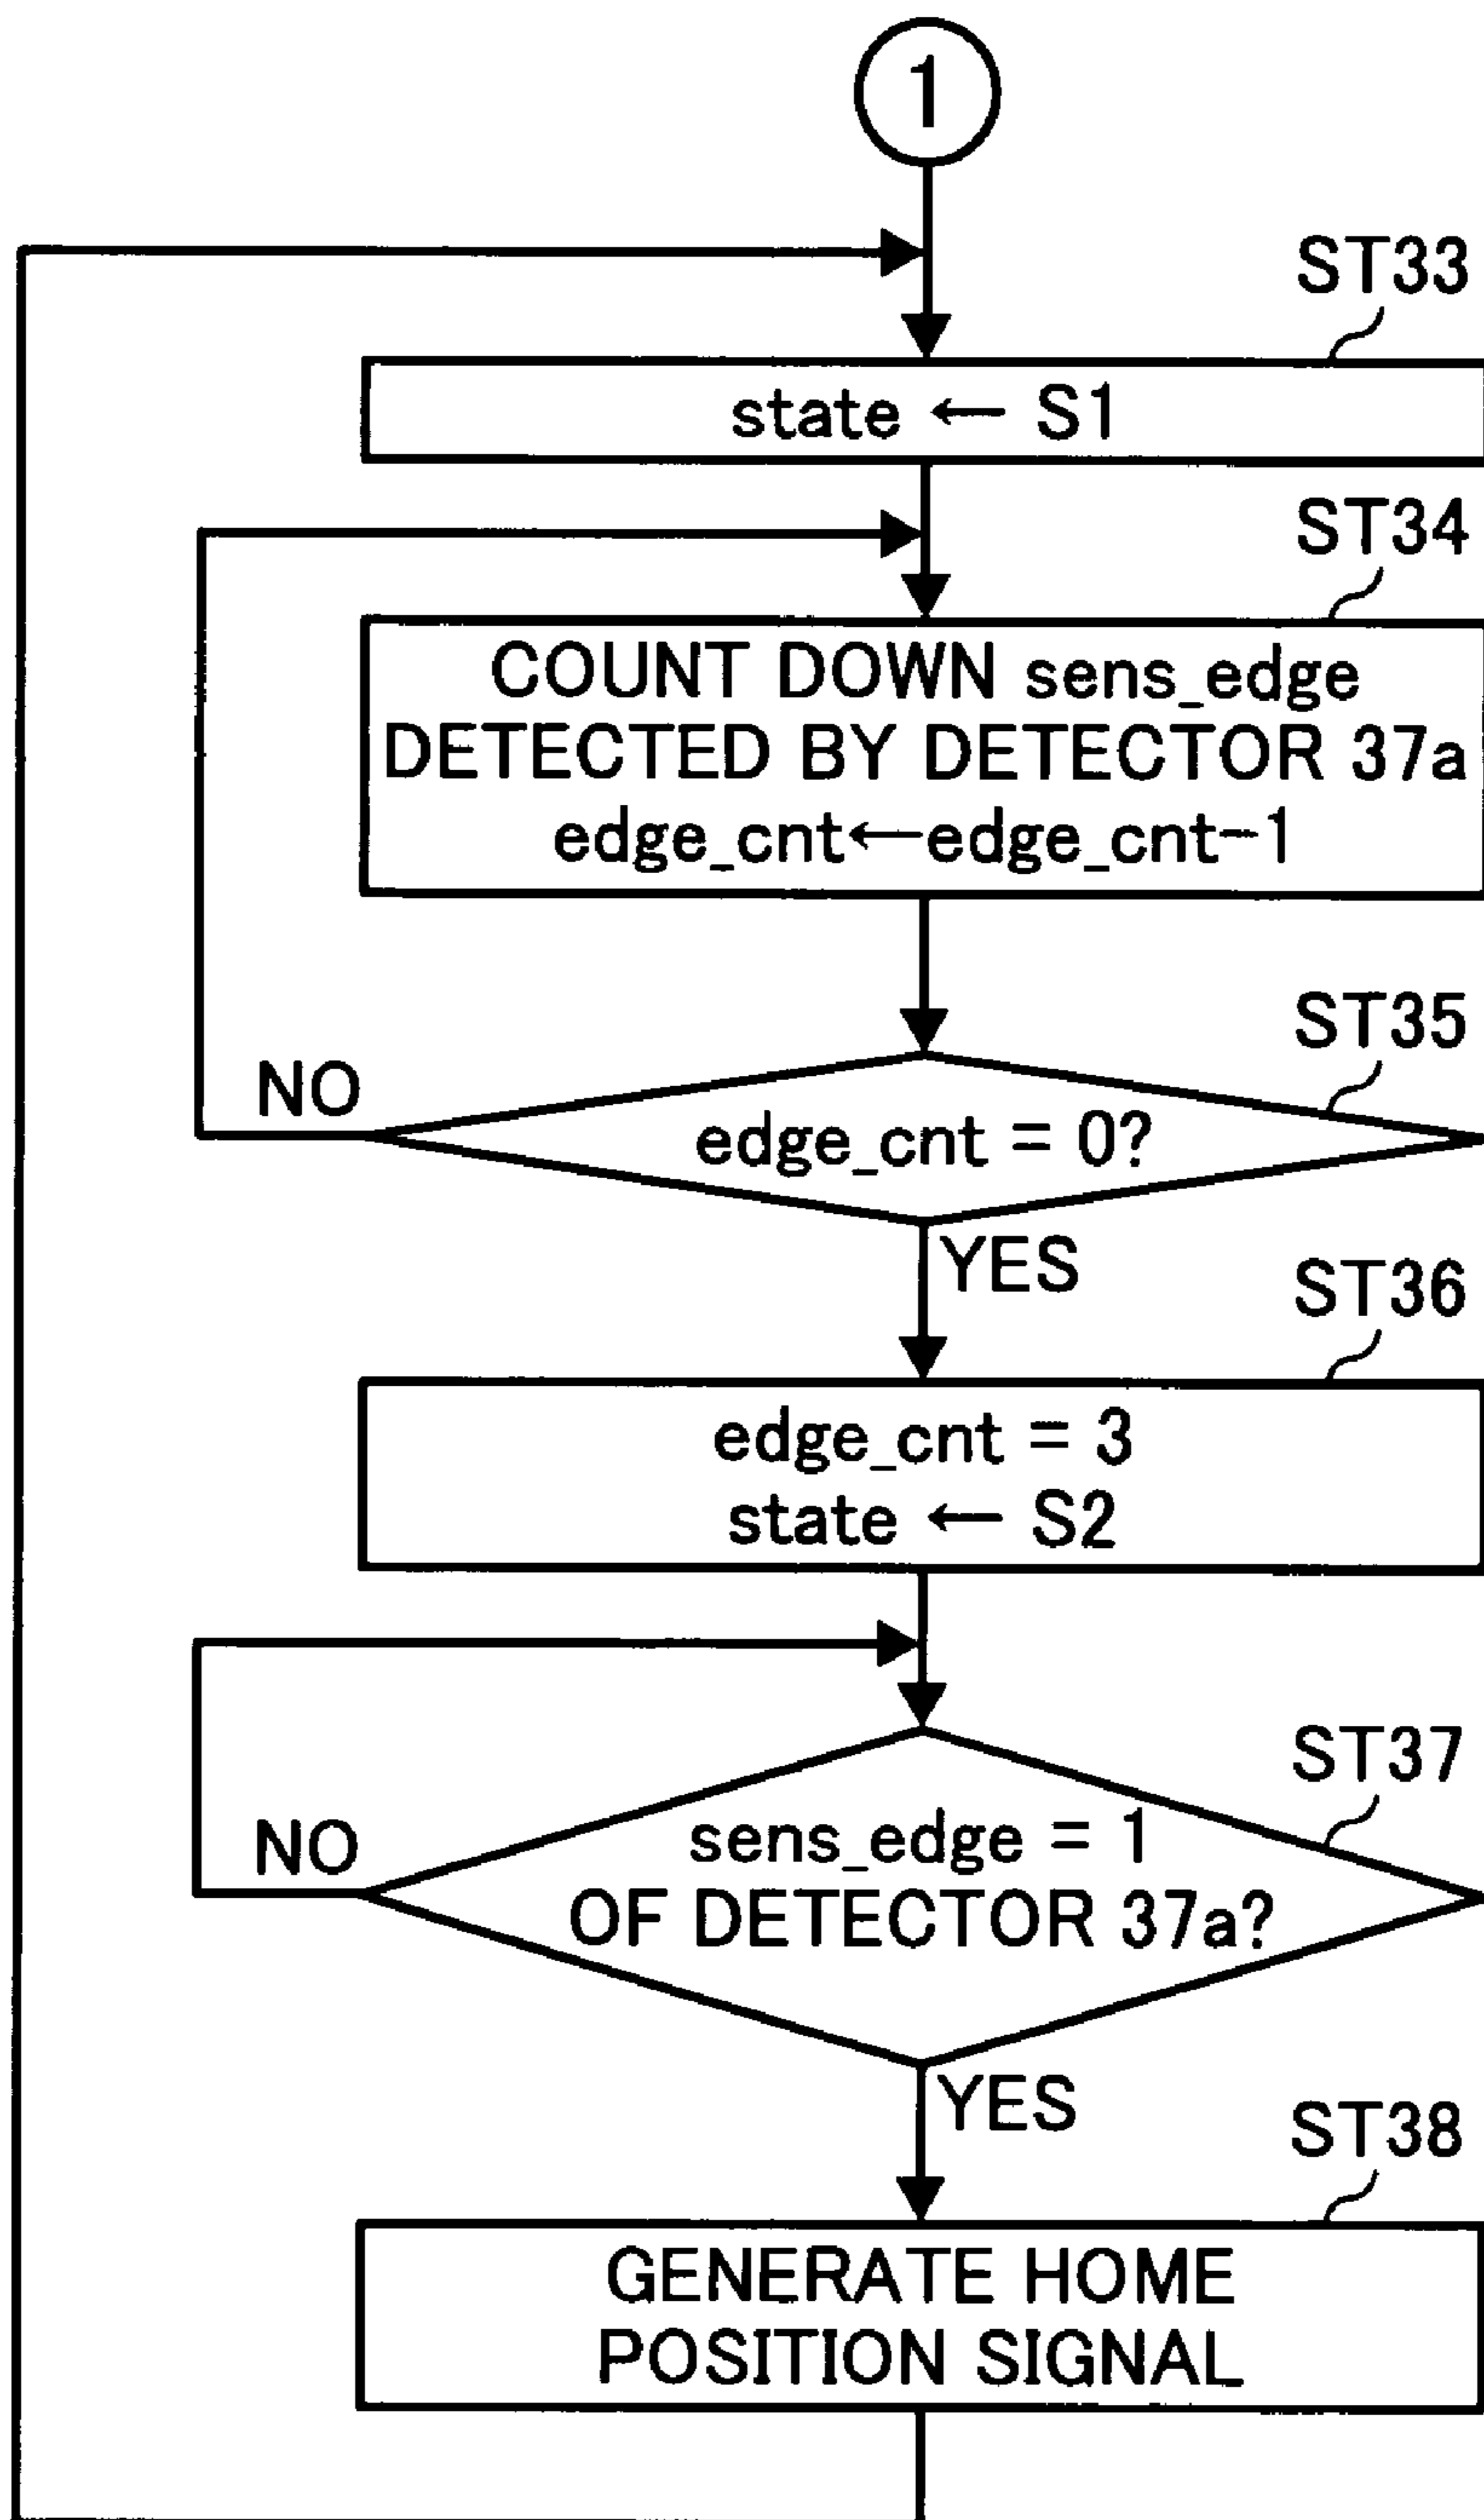 1
ST33
state ← S1
ST34
COUNT DOWN sens_edge
DETECTED BY DETECTOR 37a
edge_cnt←edge_cnt-1
ST35
NO
edge_cnt = 0?
YES
ST36
edge_cnt = 3
state ← S2
ST37
NO
sens_edge = 1
OF DETECTOR 37a?
YES
ST38
GENERATE HOME
POSITION SIGNAL